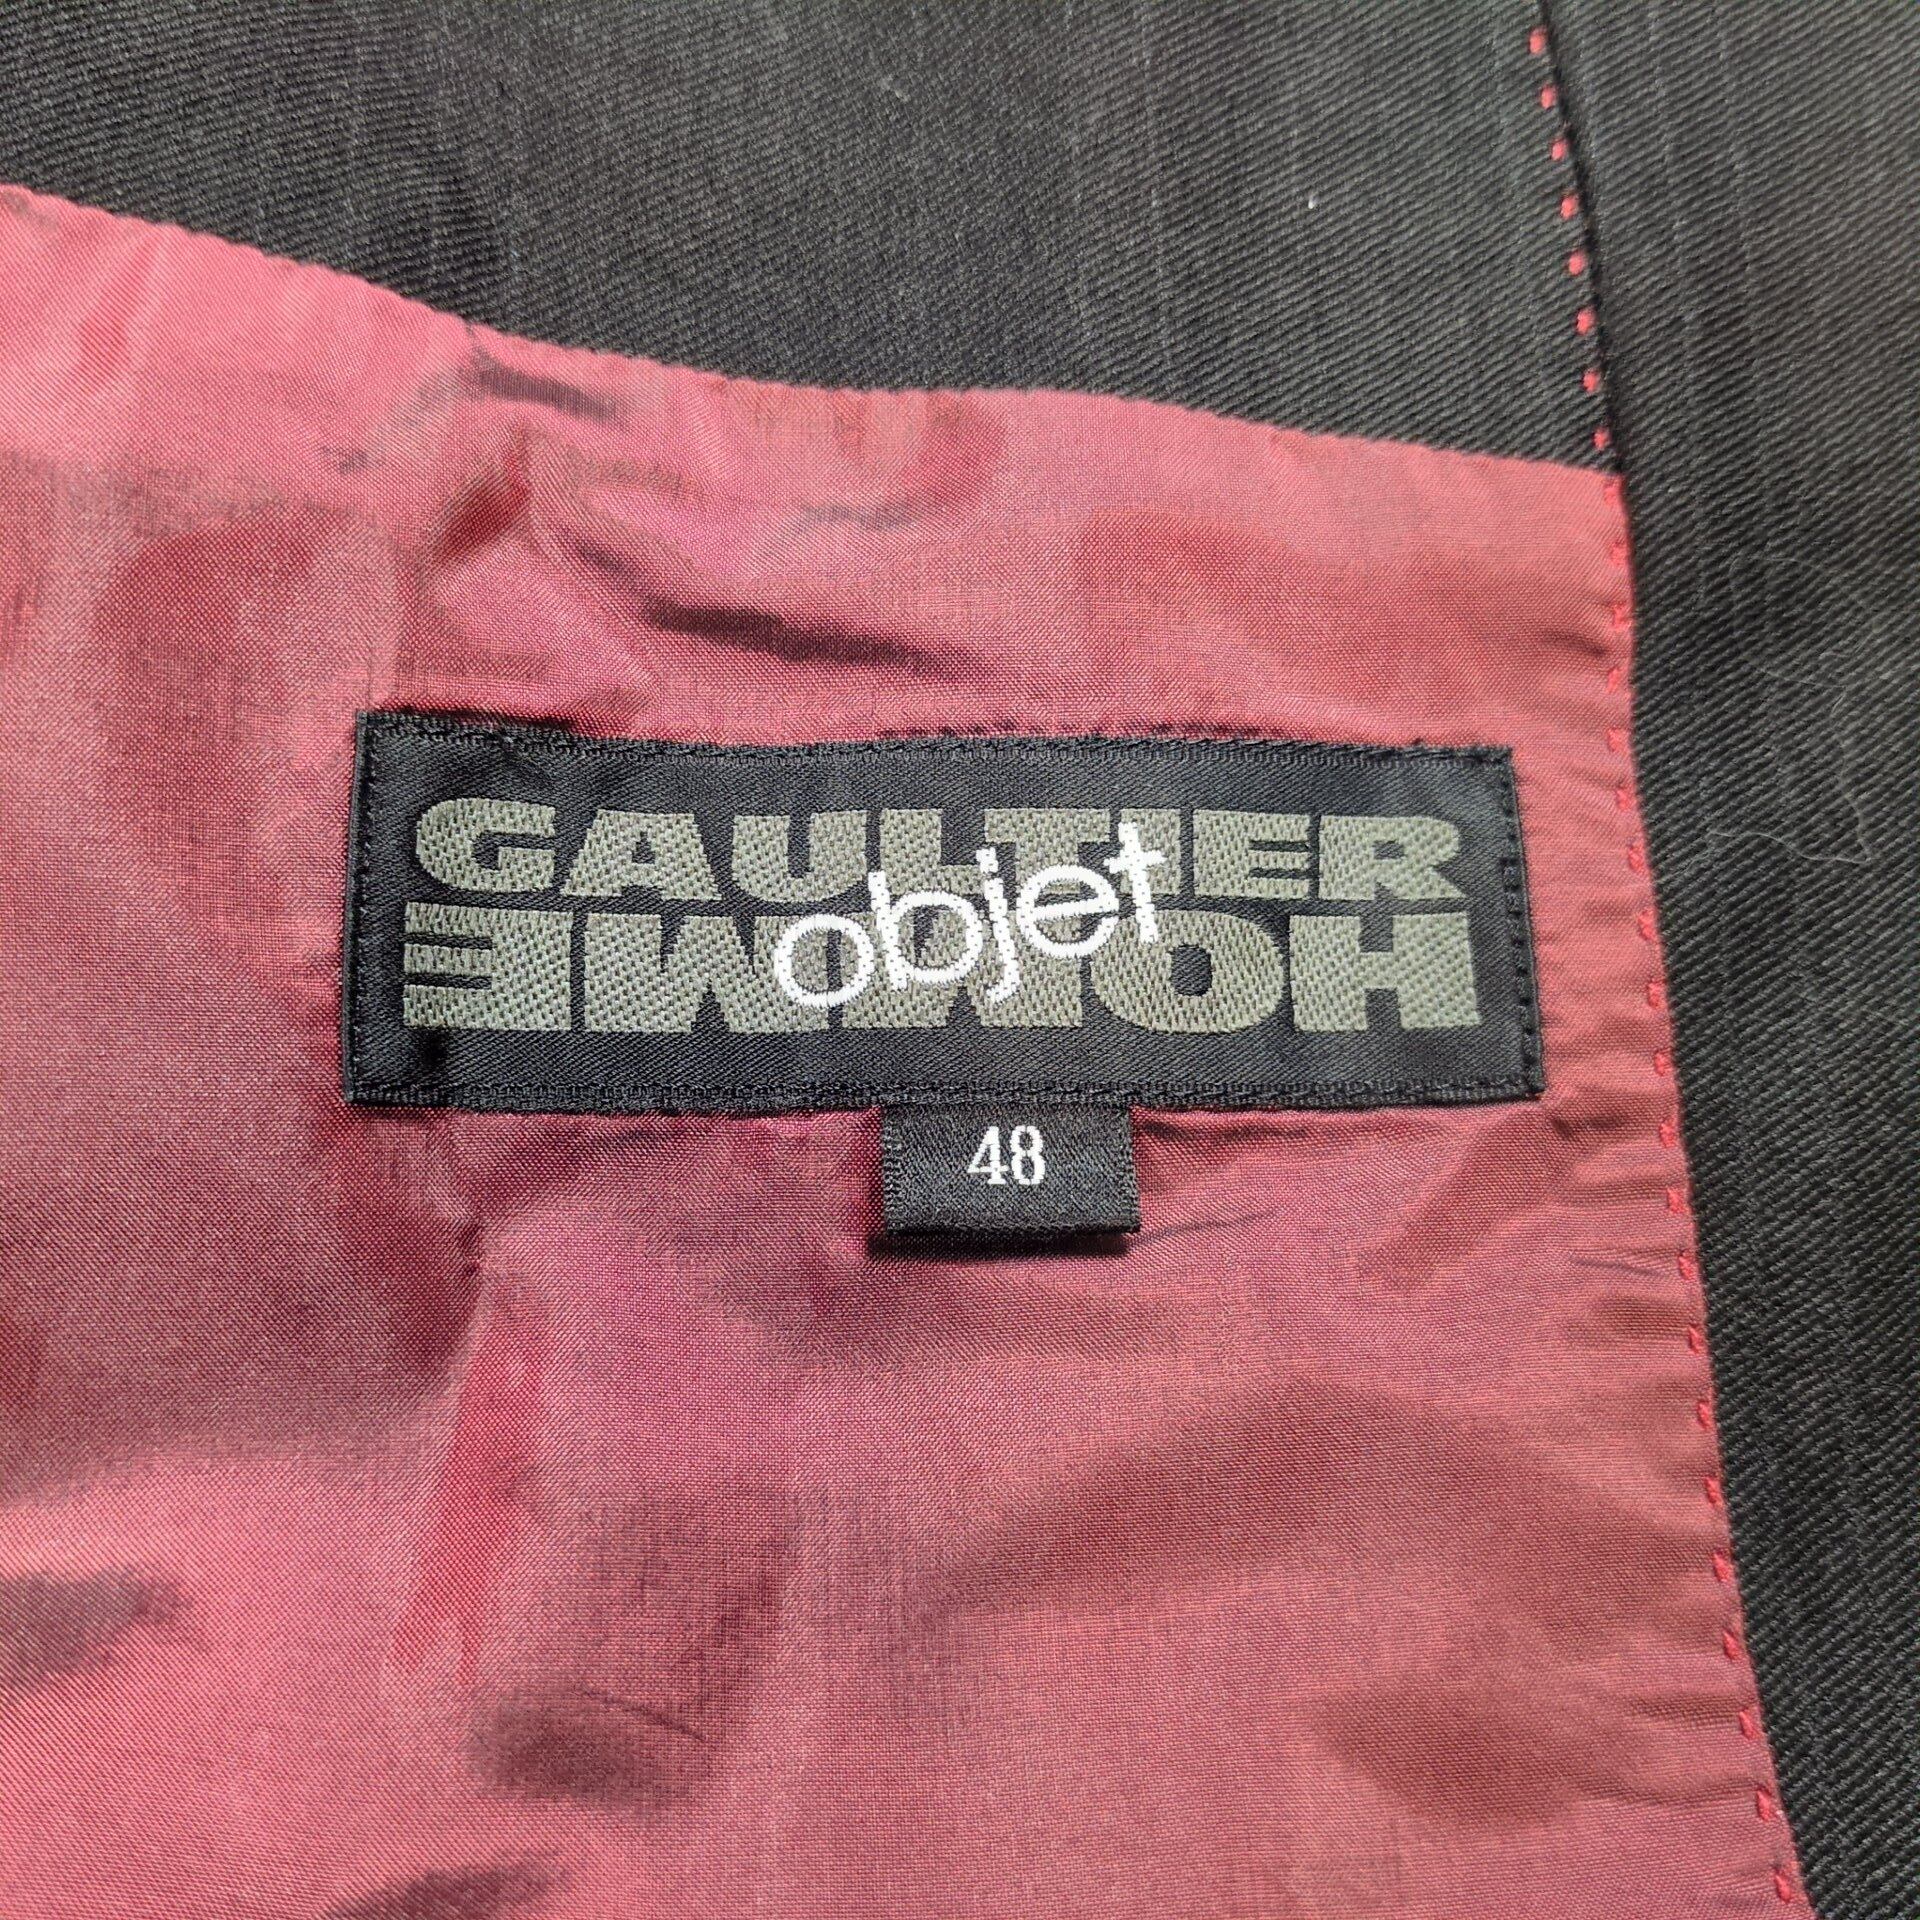 GAULTIER
objet
HOMME
48